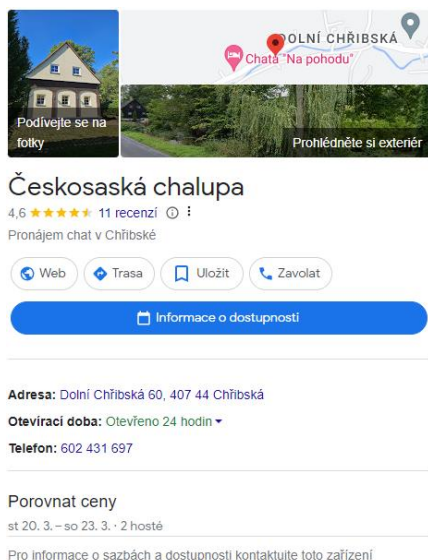 DOLNÍ CHŘIBSKÁ
Chata "Na pohodu"
Podívejte se na
fotky
Prohlédněte si exteriér
Českosaská chalupa
4,6 11 recenzí
Pronájem chat v Chřibské
Web Trasa Uložit Zavolat
Informace o dostupnosti
Adresa: Dolní Chřibská 60, 407 44 Chřibská
Otevírací doba: Otevřeno 24 hodin
Telefon: 602 431 697
Porovnat ceny
st 20. 3. – so 23. 3. · 2 hosté
Pro informace o sazbách a dostupnosti kontaktujte toto zařízení